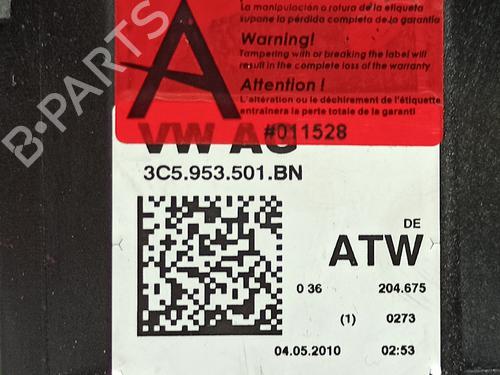 La manipulación o rotura de la etiqueta
supone la pérdida completa de la garantía
Warning!
Tampering with or breaking the label will
result in the complete loss of the warranty
Attention !
L'altération ou le déchirement de l'étiquette
entraînera la perte totale de la garanti
A
#011528
VW AG
3C5.953.501.BN
DE
ATW
0 36 204.675
(1) 0273
04.05.2010 02:53
B-PARTS